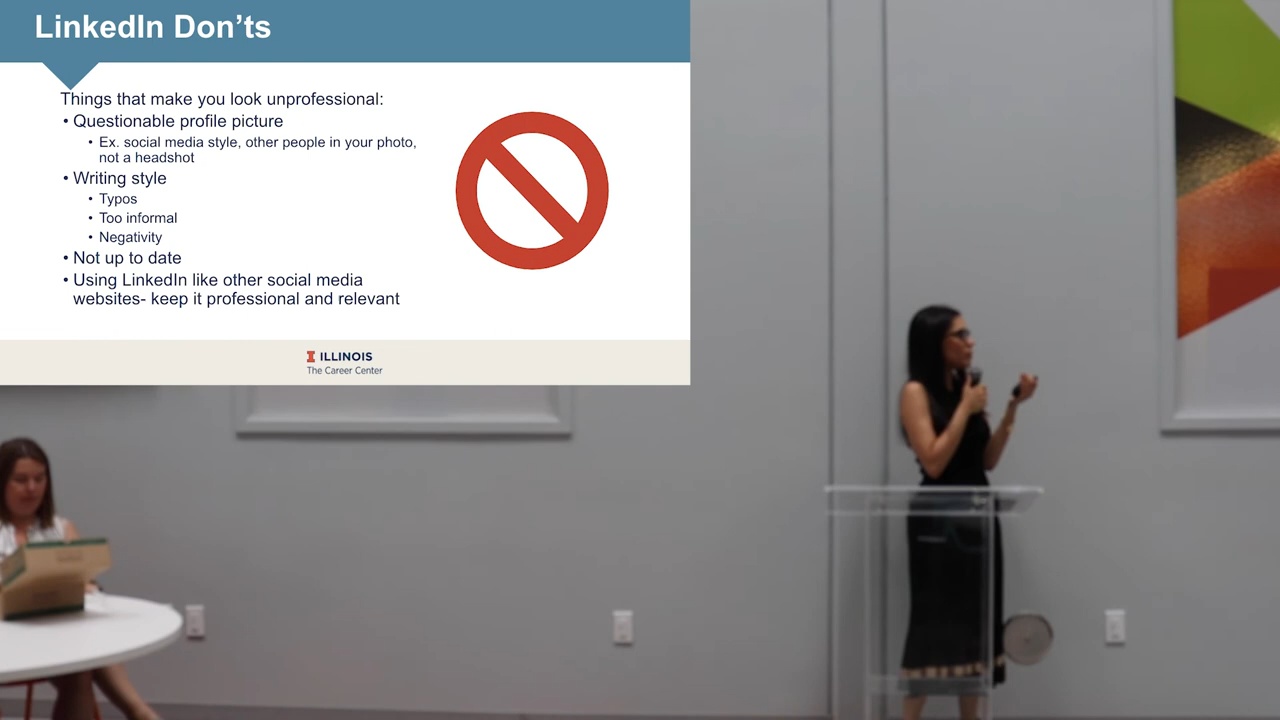 LinkedIn Don’ts
Things that make you look unprofessional:
• Questionable profile picture
• Ex. social media style, other people in your photo,
not a headshot
• Writing style
• Typos
• Too informal
• Negativity
• Not up to date
• Using LinkedIn like other social media
websites- keep it professional and relevant
ILLINOIS
The Career Center